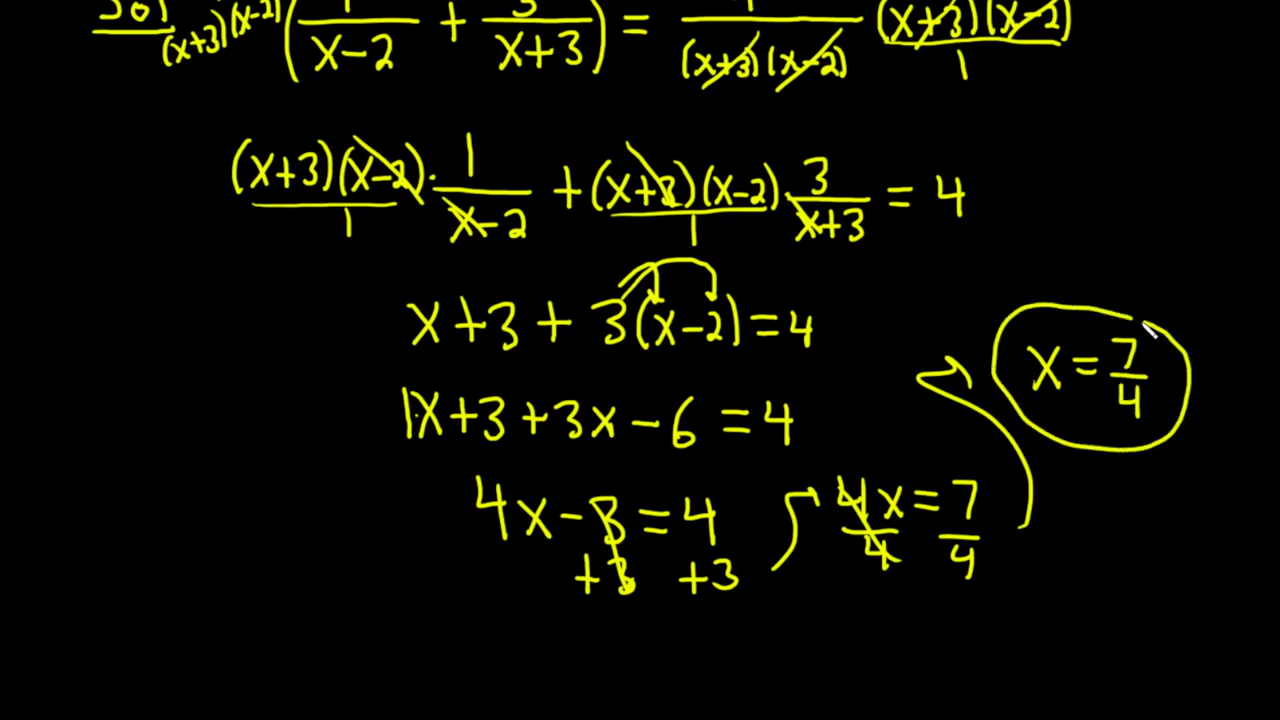 Sol
(x+3)(x-2)(1/(x-2) + 3/(x+3)) = 4/((x+3)(x-2)) (x+3)(x-2)/1
(x+3)(x-2)/1 · 1/(x-2) + (x+3)(x-2)/1 · 3/(x+3) = 4
x+3 + 3(x-2) = 4
1x+3+3x-6 = 4
4x-3 = 4
+3 +3
4x/4 = 7/4
x = 7/4